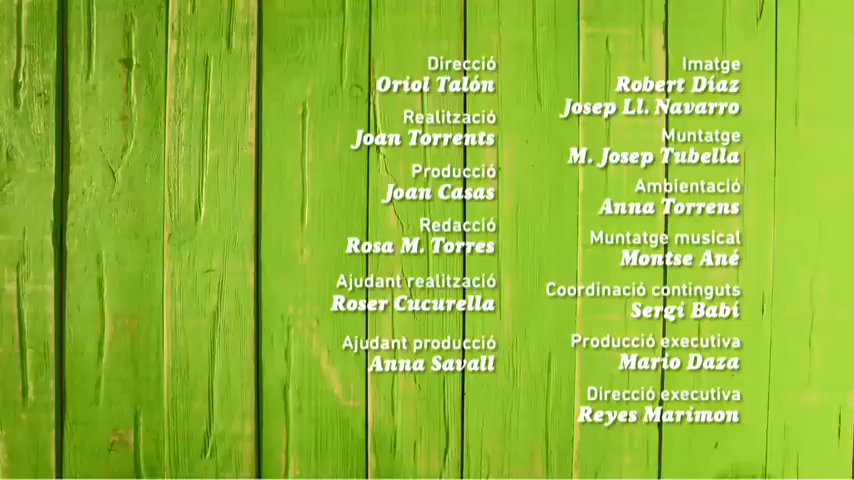 Direcció
Oriol Talón
Realització
Joan Torrents
Producció
Joan Casas
Redacció
Rosa M. Torres
Ajudant realització
Roser Cucurella
Ajudant producció
Anna Savall
Imatge
Robert Díaz
Josep Ll. Navarro
Muntatge
M. Josep Tubella
Ambientació
Anna Torrens
Muntatge musical
Montse Ané
Coordinació continguts
Sergi Babí
Producció executiva
Mario Daza
Direcció executiva
Reyes Marimon